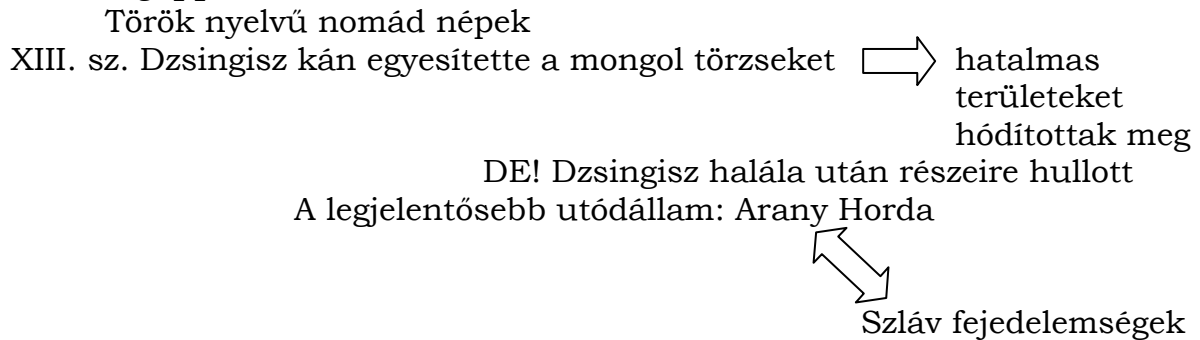 Török nyelvű nomád népek
XIII. sz. Dzsingisz kán egyesítette a mongol törzseket hatalmas
területeket
hódítottak meg
DE! Dzsingisz halála után részeire hullott
A legjelentősebb utódállam: Arany Horda
Szláv fejedelemségek